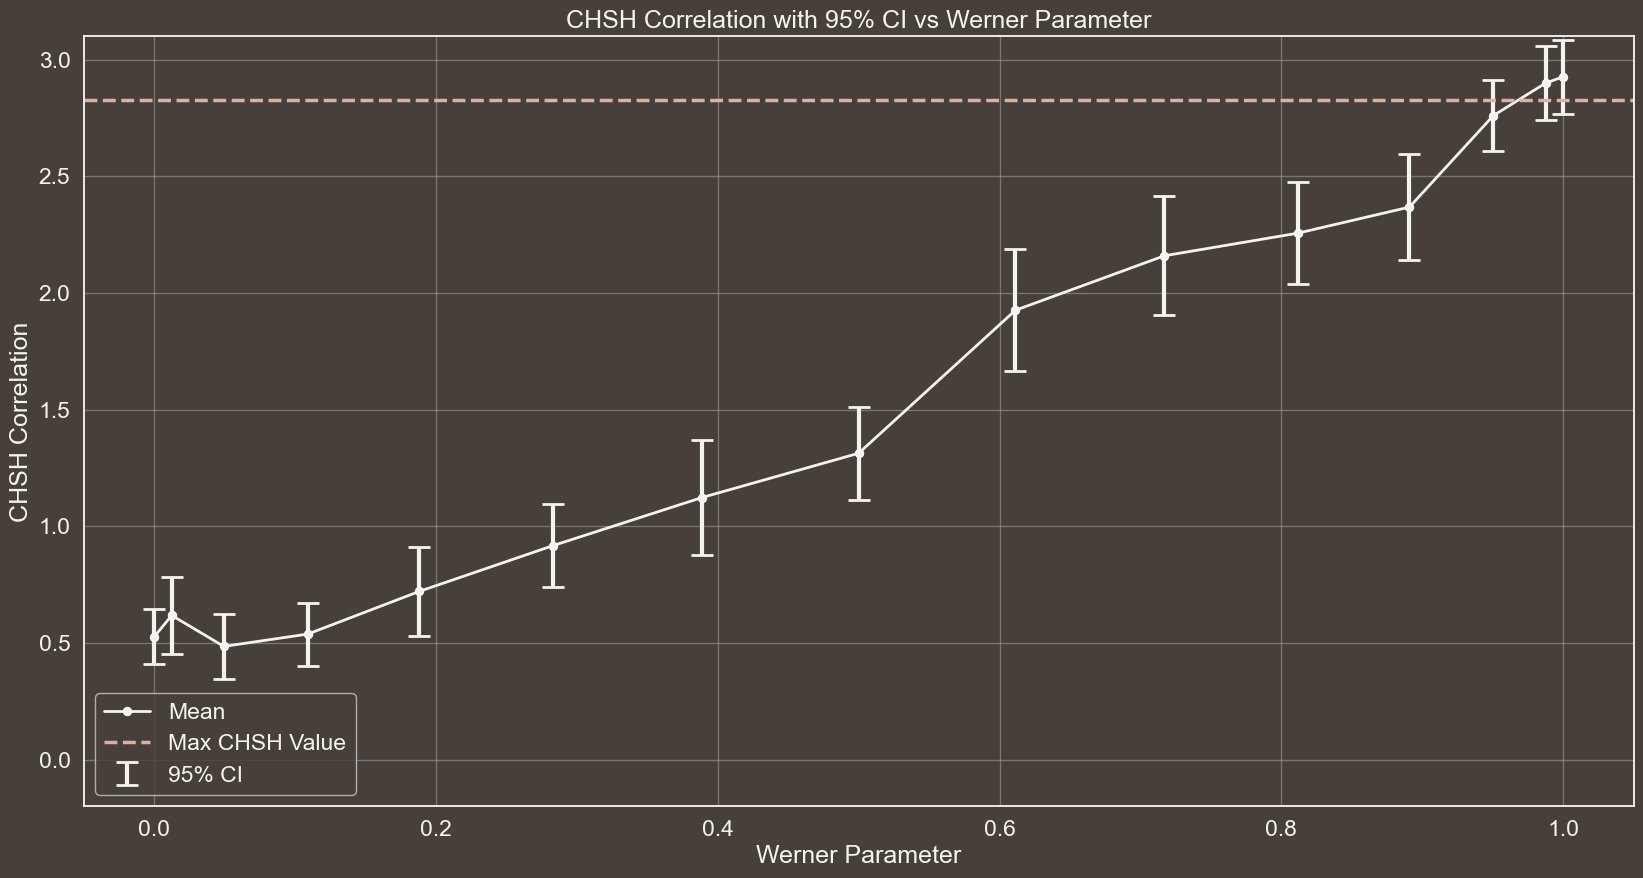 CHSH Correlation with 95% CI vs Werner Parameter
3.0
2.5
2.0
1.5
1.0
0.5
0.0
CHSH Correlation
Mean
Max CHSH Value
95% CI
0.0 0.2 0.4 0.6 0.8 1.0
Werner Parameter